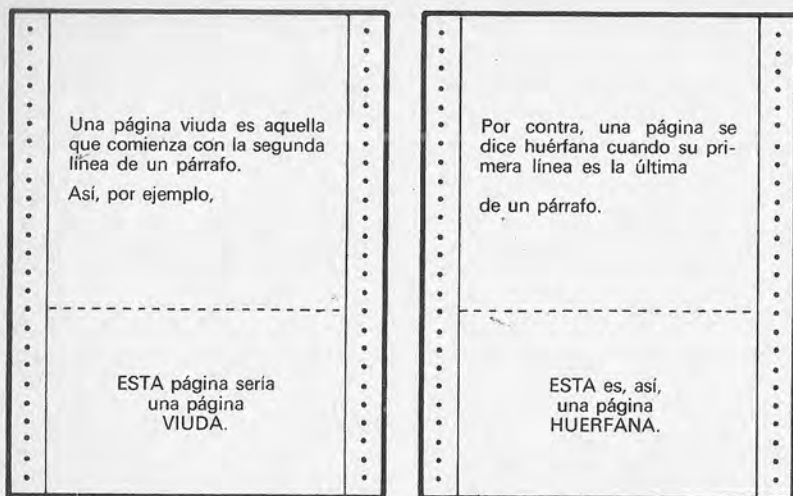 Una página viuda es aquella
que comienza con la segunda
línea de un párrafo.
Así, por ejemplo,
ESTA página sería
una página
VIUDA.
Por contra, una página se
dice huérfana cuando su pri-
mera línea es la última
de un párrafo.
ESTA es, así,
una página
HUERFANA.